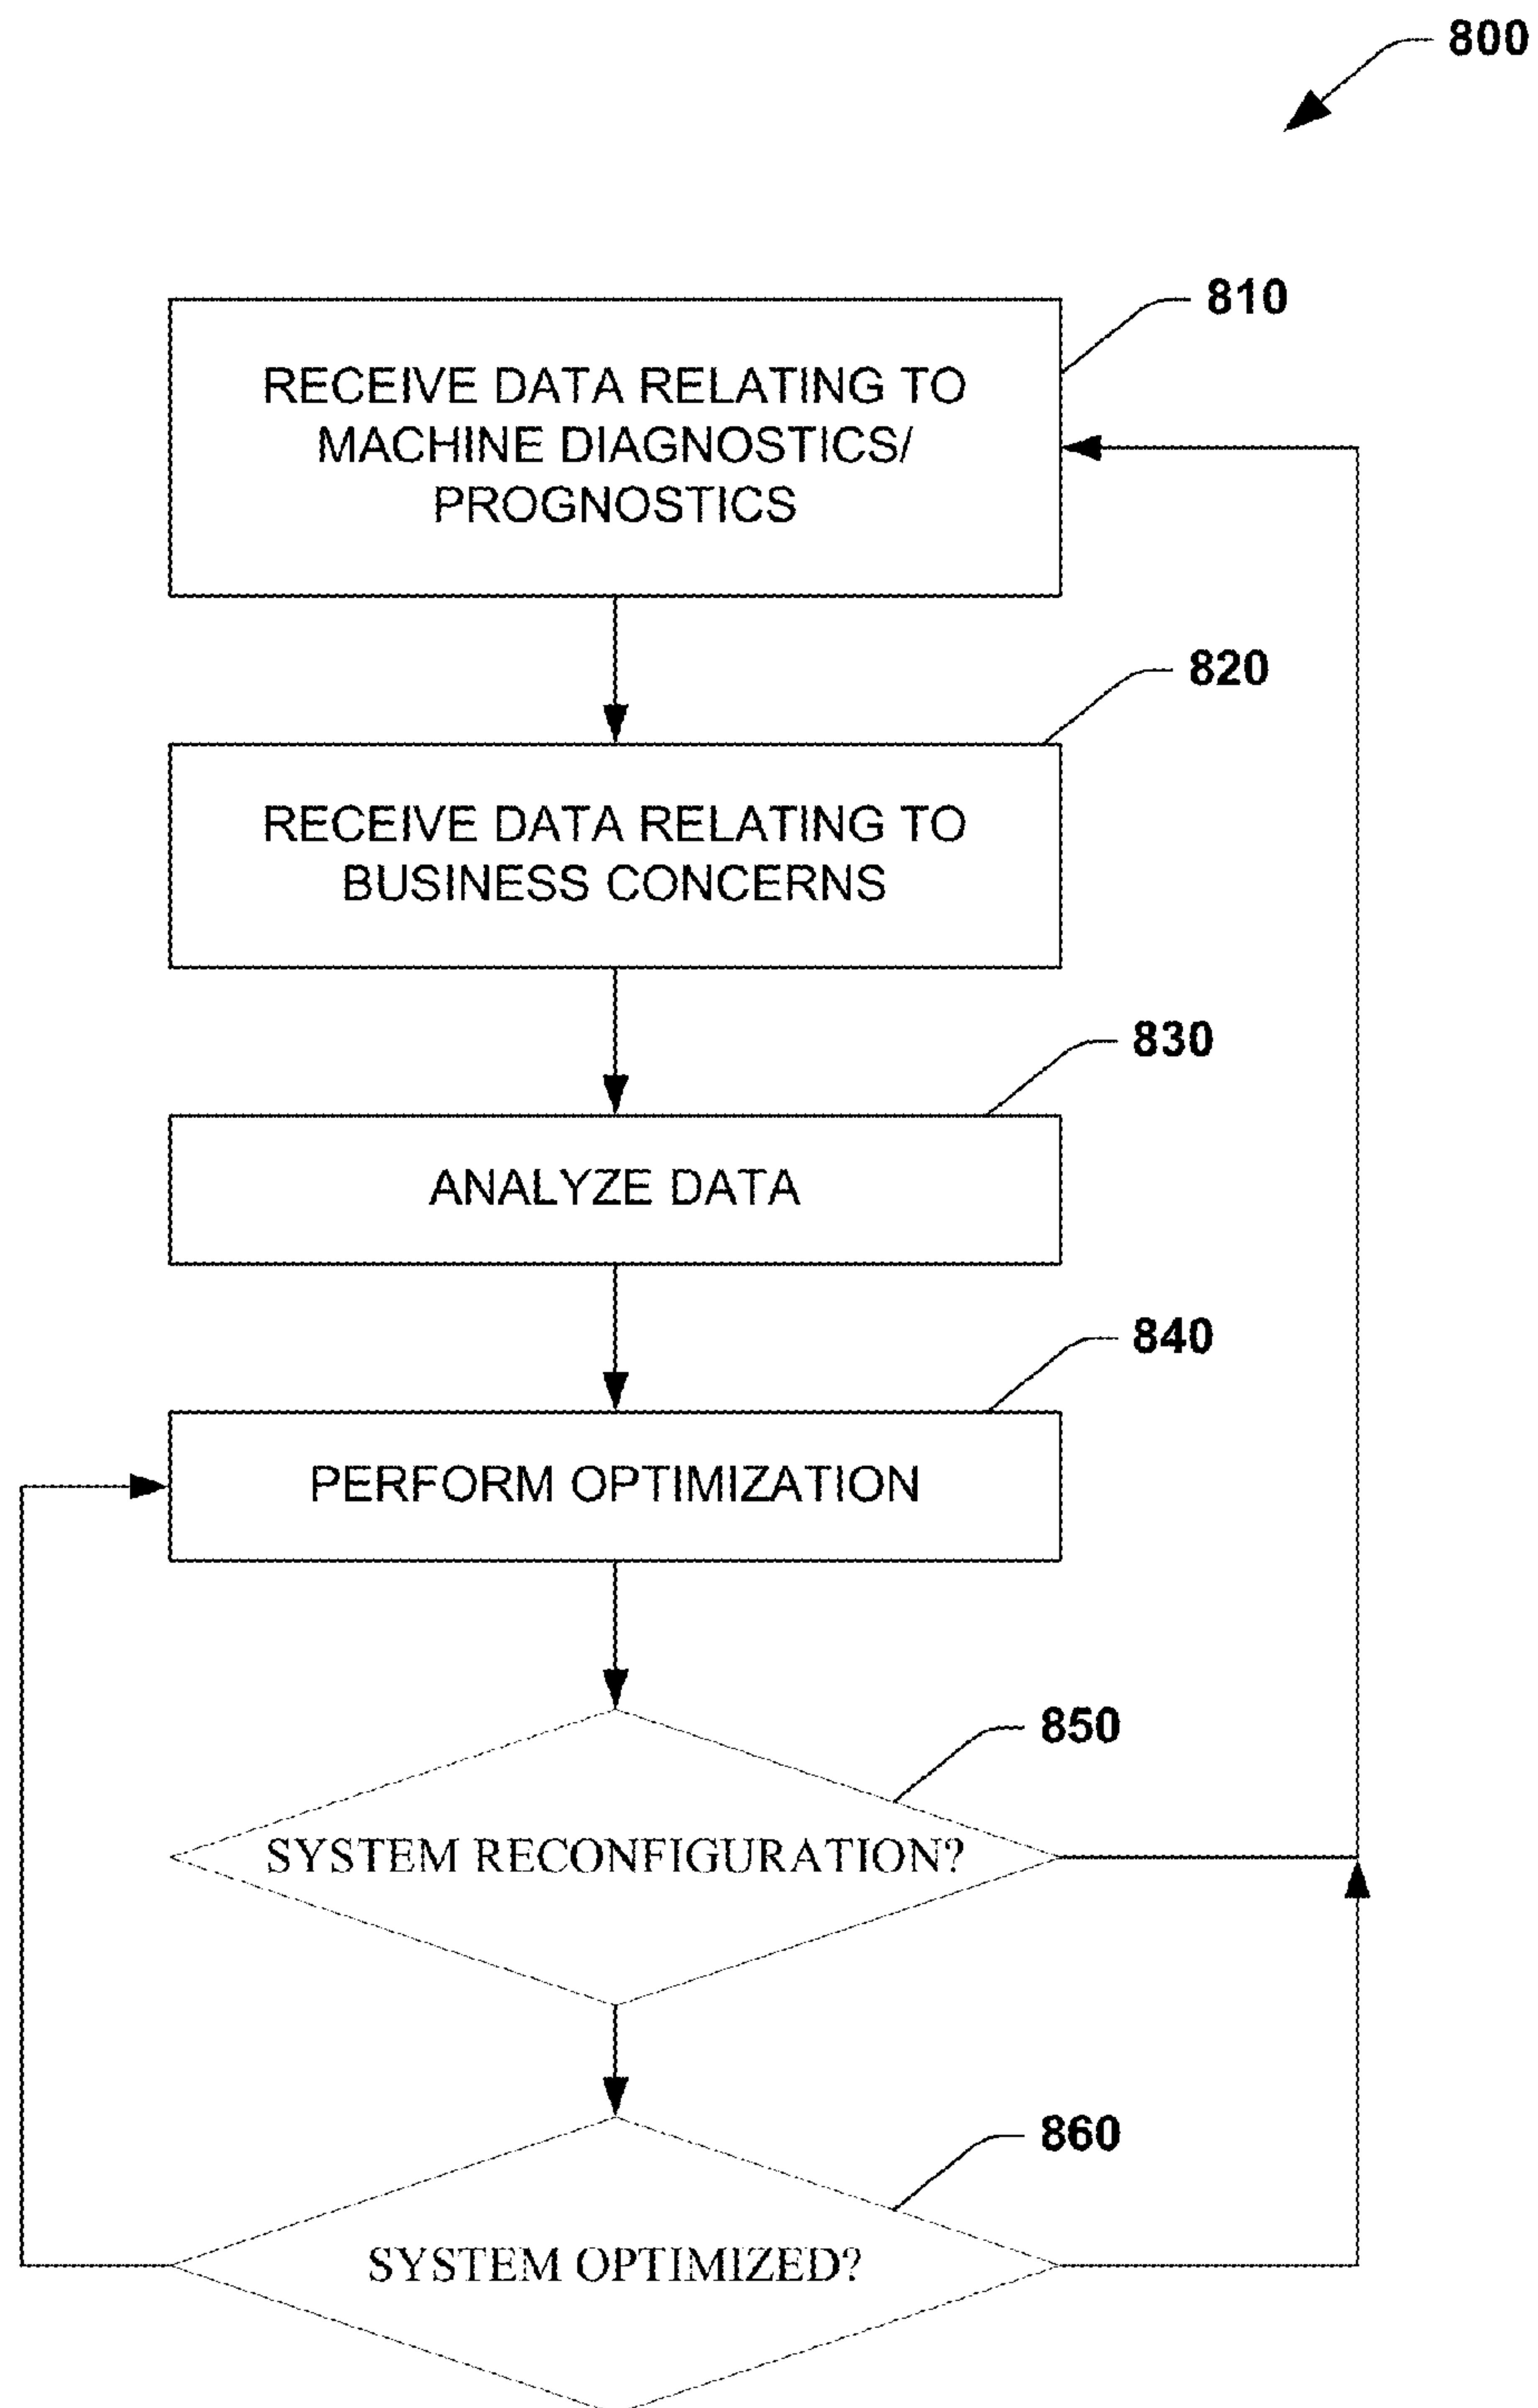 800
810
RECEIVE DATA RELATING TO
MACHINE DIAGNOSTICS/
PROGNOSTICS
820
RECEIVE DATA RELATING TO
BUSINESS CONCERNS
830
ANALYZE DATA
840
PERFORM OPTIMIZATION
850
SYSTEM RECONFIGURATION?
860
SYSTEM OPTIMIZED?